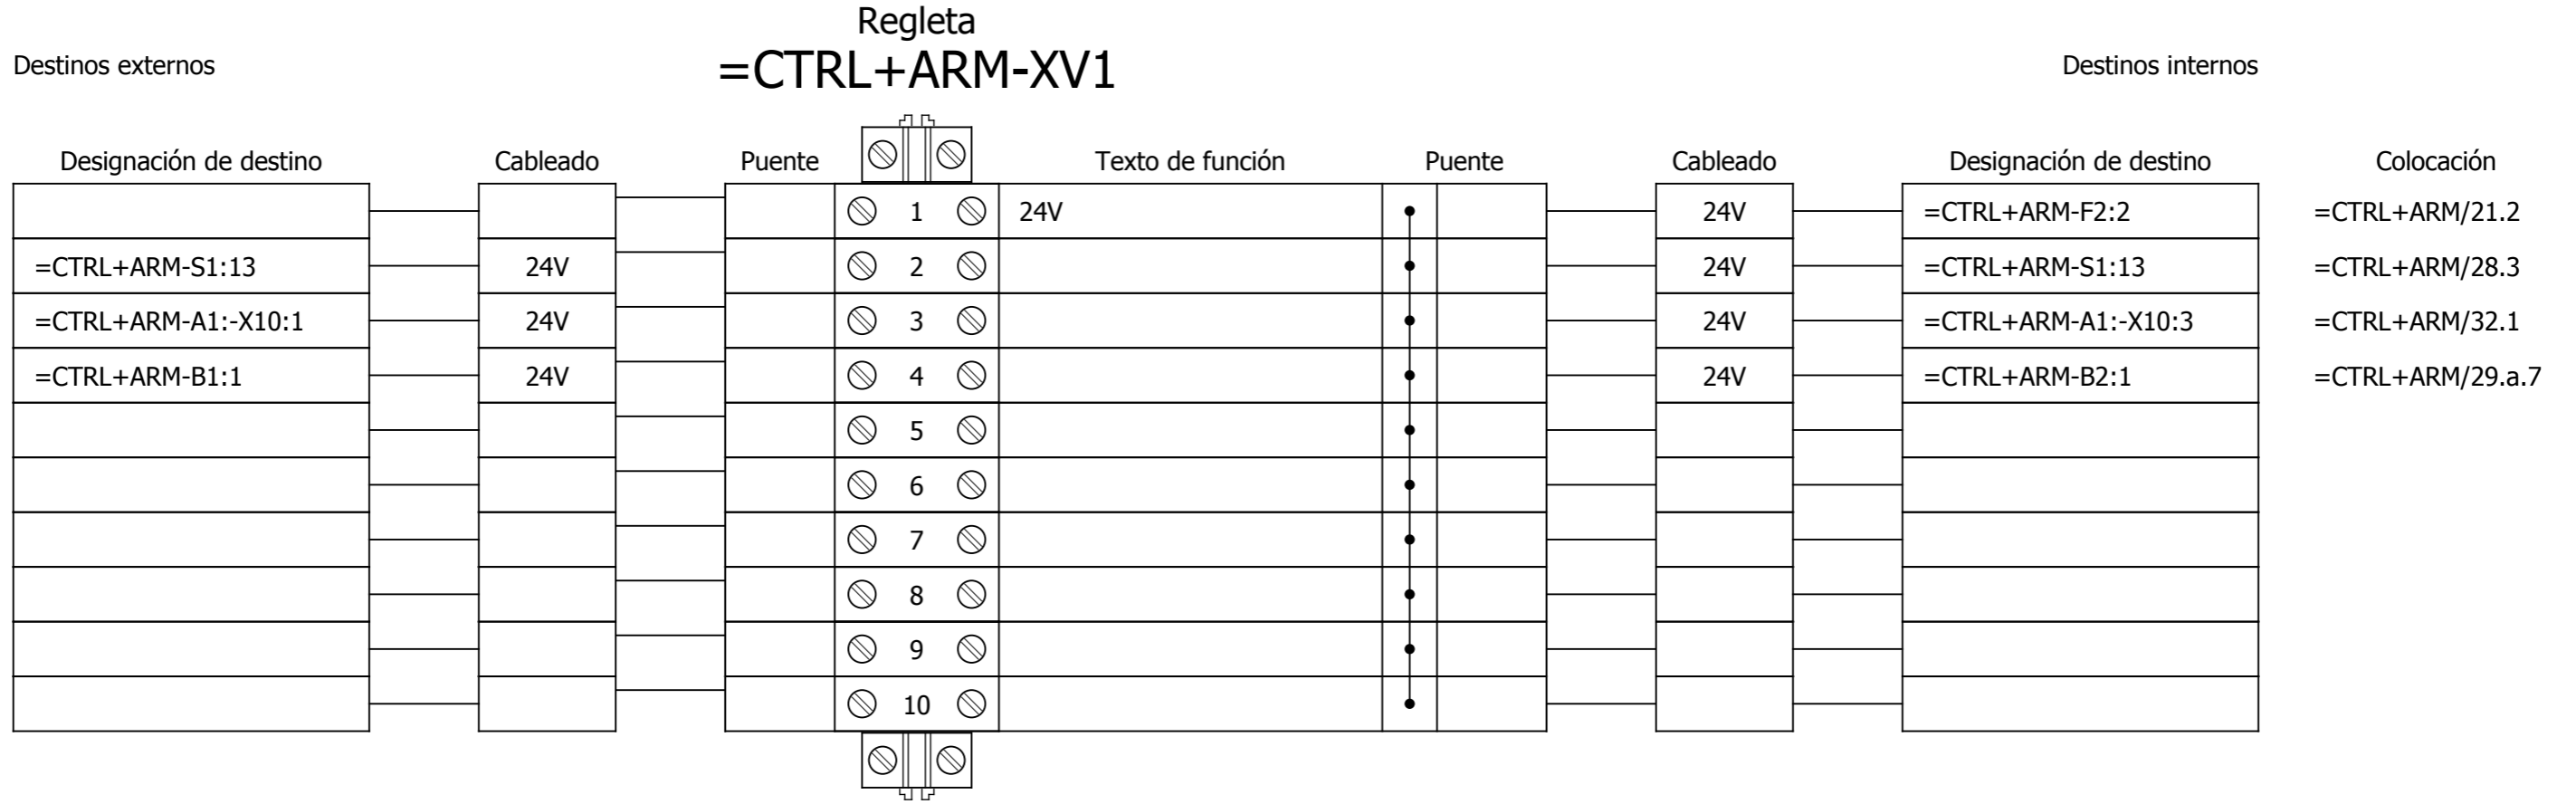 Regleta
=CTRL+ARM-XV1
Destinos externos Destinos internos
Designación de destino Cableado Puente Texto de función Puente Cableado Designación de destino Colocación
1 24V 24V =CTRL+ARM-F2:2 =CTRL+ARM/21.2
=CTRL+ARM-S1:13 24V 2 24V =CTRL+ARM-S1:13 =CTRL+ARM/28.3
=CTRL+ARM-A1:-X10:1 24V 3 24V =CTRL+ARM-A1:-X10:3 =CTRL+ARM/32.1
=CTRL+ARM-B1:1 24V 4 24V =CTRL+ARM-B2:1 =CTRL+ARM/29.a.7
5
6
7
8
9
10